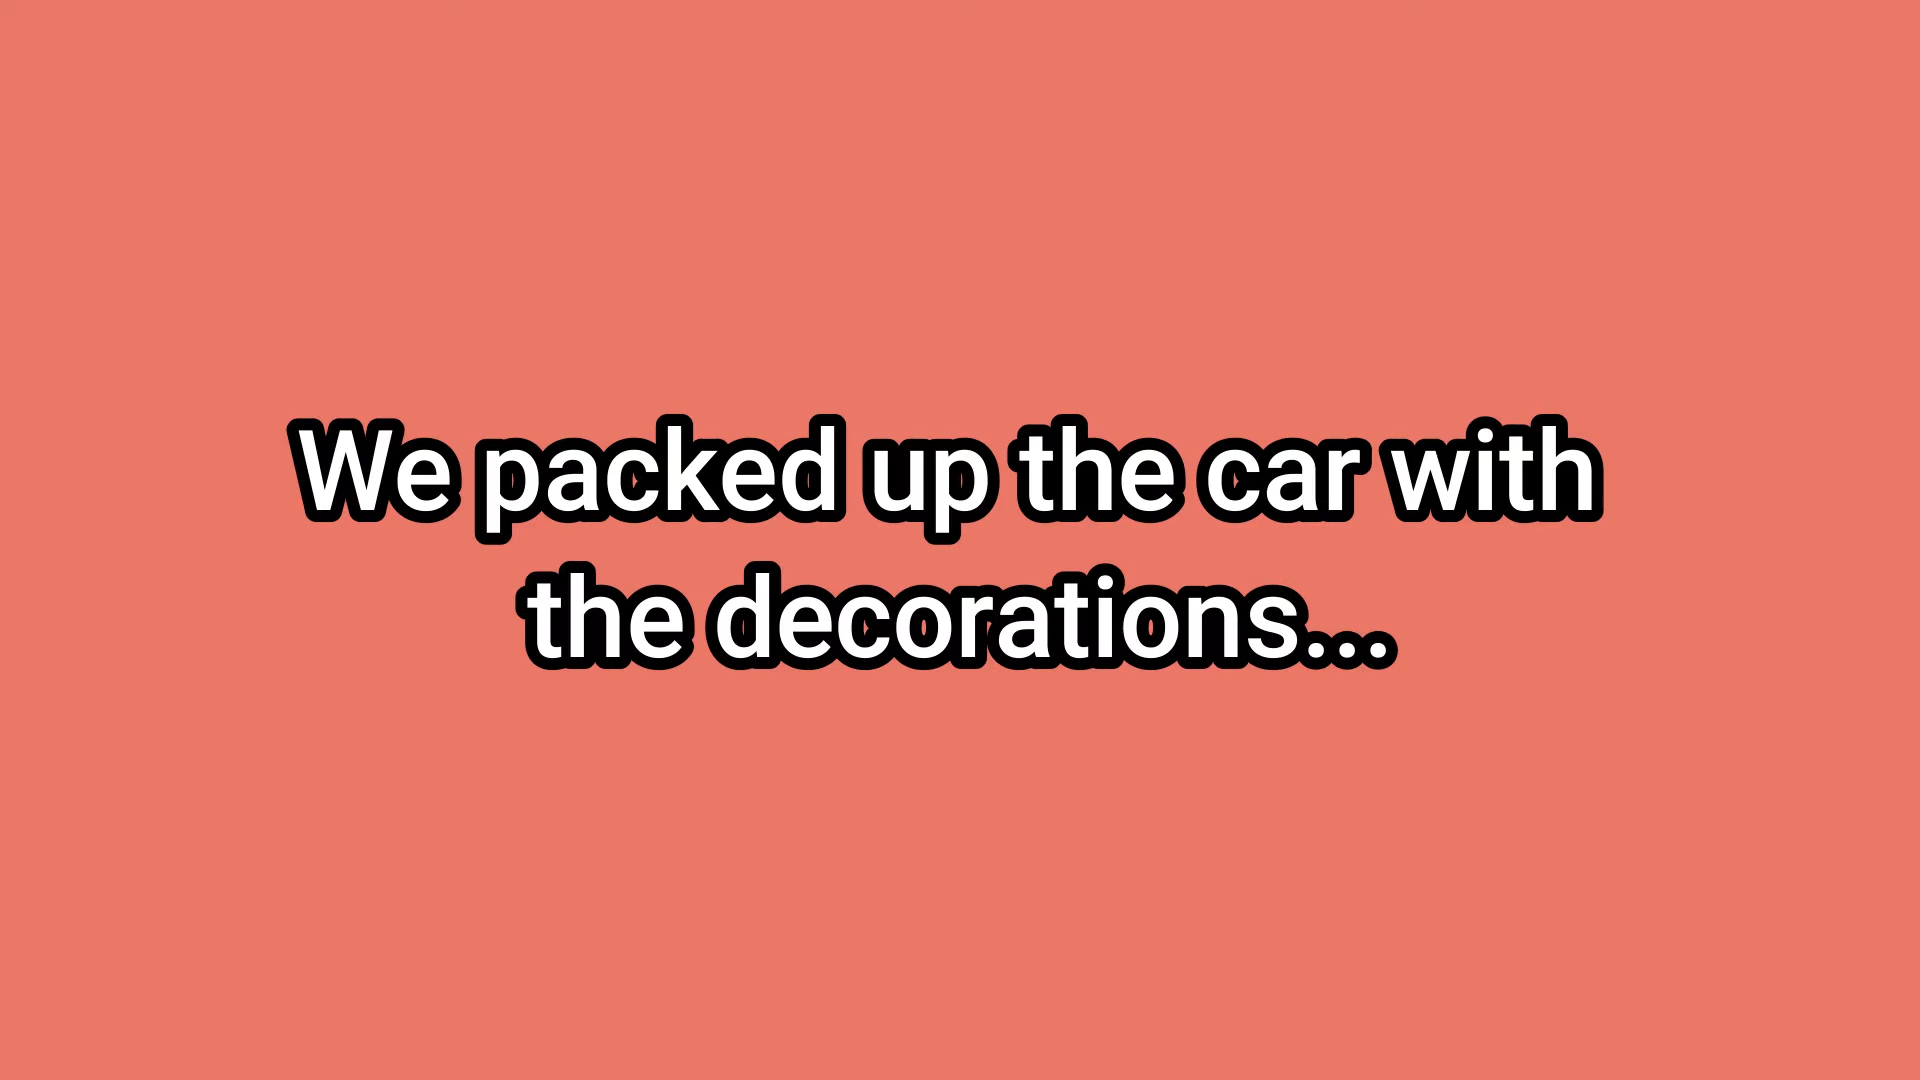 We packed up the car with
the decorations...